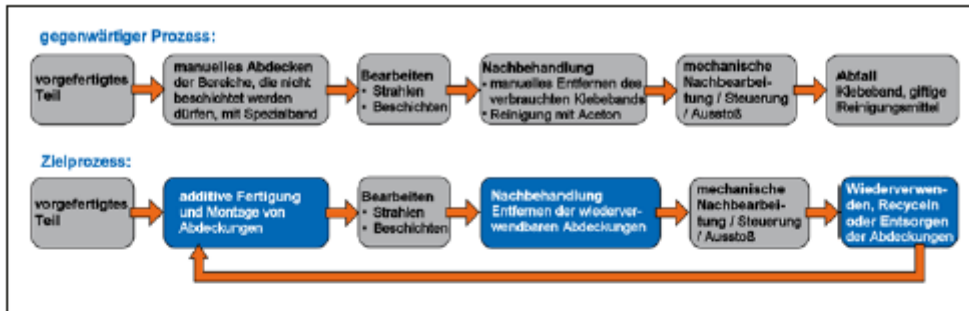 gegenwärtiger Prozess:
vorgefertigtes
Teil
manuelles Abdecken
der Bereiche, die nicht
beschichtet werden
dürfen, mit Spezialband
Bearbeiten
• Strahlen
• Beschichten
Nachbehandlung
• manuelles Entfernen des
verbrauchten Klebebands
• Reinigung mit Aceton
mechanische
Nachbearbei-
tung / Steuerung
/ Ausstoß
Abfall
Klebeband, giftige
Reinigungsmittel
Zielprozess:
vorgefertigtes
Teil
additive Fertigung
und Montage von
Abdeckungen
Bearbeiten
• Strahlen
• Beschichten
Nachbehandlung
Entfernen der wiederver-
wendbaren Abdeckungen
mechanische
Nachbearbei-
tung / Steuerung
/ Ausstoß
Wiederverwen-
den, Recyceln
oder Entsorgen
der Abdeckungen